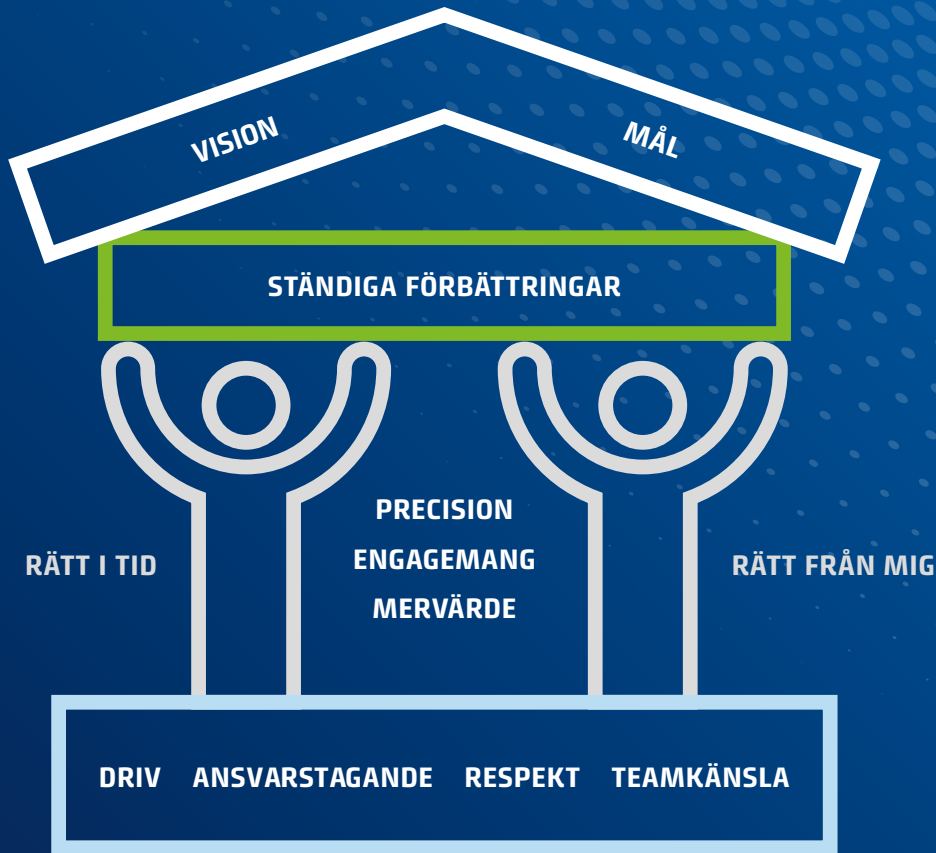 VISION
MÅL
STÄNDIGA FÖRBÄTTRINGAR
PRECISION
RÄTT I TID
ENGAGEMANG
RÄTT FRÅN MIG
MERVÄRDE
DRIV ANSVARSTAGANDE RESPEKT TEAMKÄNSLA